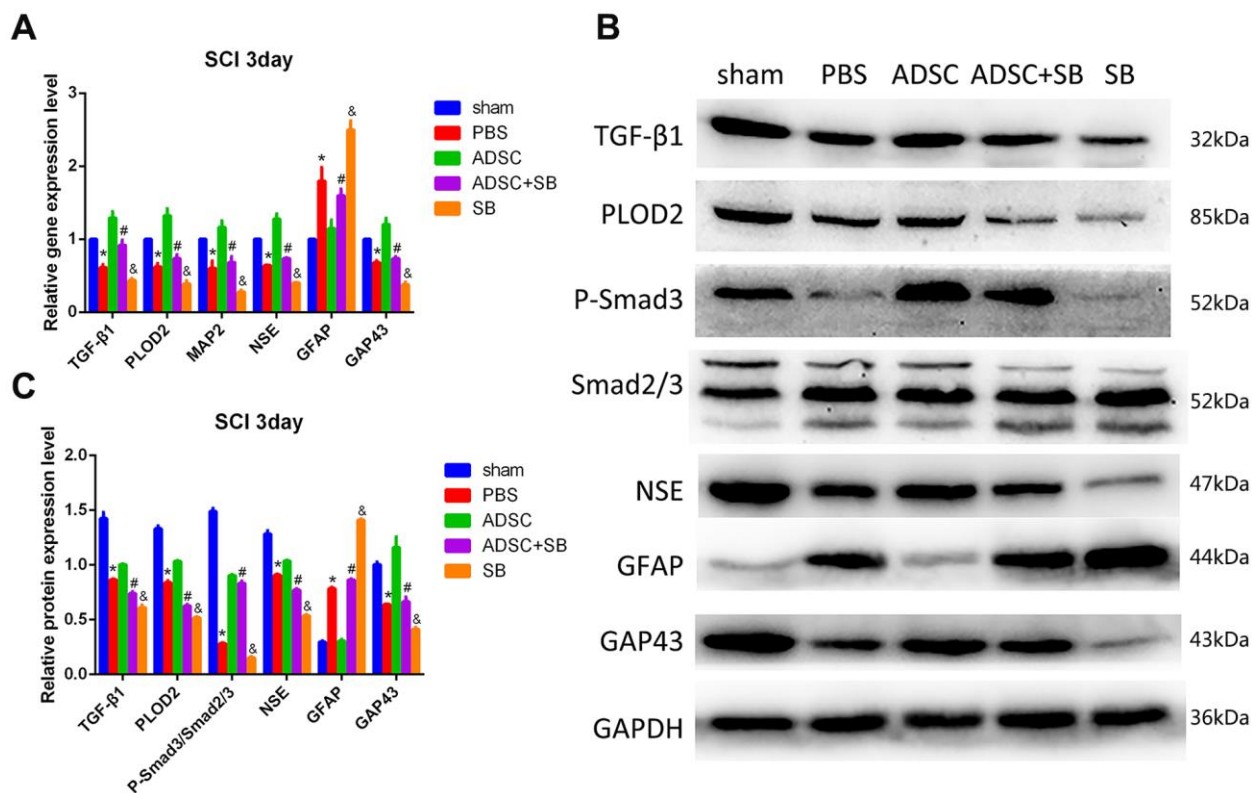 A
SCI 3day
Relative gene expression level
3
2
1
0
* # &
* # &
* # &
* # &
* # &
* # &
TGF-β1 PLOD2 MAP2 NSE GFAP GAP43
sham
PBS
ADSC
ADSC+SB
SB
C
SCI 3day
Relative protein expression level
2.0
1.5
1.0
0.5
0.0
* # &
* # &
* # &
* # &
* # &
* # &
TGF-β1 PLOD2 P-Smad3/Smad2/3 NSE GFAP GAP43
sham
PBS
ADSC
ADSC+SB
SB
B
sham PBS ADSC ADSC+SB SB
TGF-β1 32kDa
PLOD2 85kDa
P-Smad3 52kDa
Smad2/3 52kDa
NSE 47kDa
GFAP 44kDa
GAP43 43kDa
GAPDH 36kDa